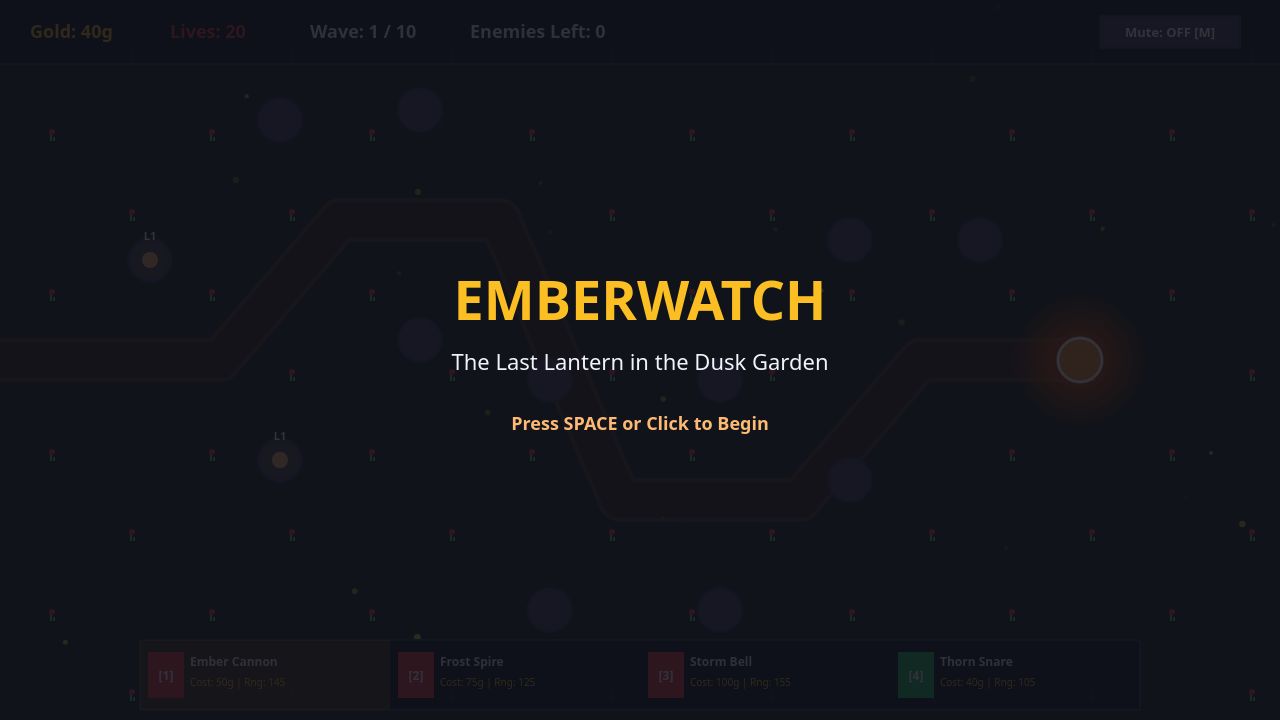 Gold: 40g Lives: 20 Wave: 1 / 10 Enemies Left: 0 Mute: OFF [M]
L1
EMBERWATCH
The Last Lantern in the Dusk Garden
Press SPACE or Click to Begin
L1
[1] Ember Cannon
Cost: 50g | Rng: 145
[2] Frost Spire
Cost: 75g | Rng: 125
[3] Storm Bell
Cost: 100g | Rng: 155
[4] Thorn Snare
Cost: 40g | Rng: 105